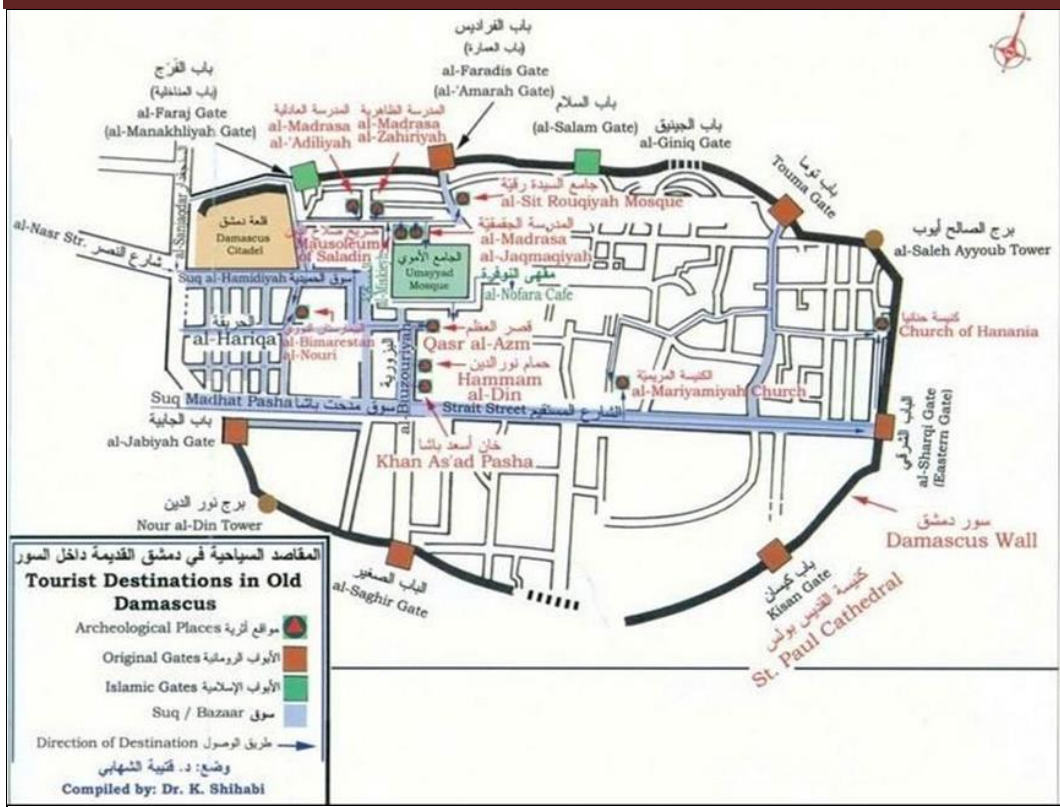 باب الفراديس
(باب العمارة)
al-Faradis Gate
(al-'Amarah Gate)
باب الفَرَج
(باب المناخلية)
al-Faraj Gate
(al-Manakhliyah Gate)
المدرسة العادلية
al-Madrasa
al-'Adiliyah
المدرسة الظاهرية
al-Madrasa
al-Zahiriyah
باب السلام
(al-Salam Gate)
باب الجينيق
al-Giniq Gate
باب توما
Touma Gate
برج الصالح أيوب
al-Saleh Ayyoub Tower
جامع السيدة رقيّة
al-Sit Rouqiyah Mosque
المدرسة الجقمقيّة
al-Madrasa
al-Jaqmaqiyah
قلعة دمشق
Damascus
Citadel
ضريح صلاح الدين
Mausoleum
of Saladin
الجامع الأموي
Umayyad
Mosque
مقهى النوفرة
al-Nofara Cafe
al-Nasr Str.
شارع النصر
Suq al-Hamidiyah سوق الحميدية
الحريقة
al-Hariqa
البيمارستان النوري
al-Bimarestan
al-Nouri
البزورية
al-Buzouriyah
قصر العظم
Qasr al-Azm
حمام نور الدين
Hammam
al-Din
كنيسة حنانيا
Church of Hanania
الكنيسة المريميّة
al-Mariyamiyah Church
Suq Madhat Pasha سوق مدحت باشا
Strait Street الشارع المستقيم
باب الجابية
al-Jabiyah Gate
خان أسعد باشا
Khan As'ad Pasha
الباب الشرقي
al-Sharqi Gate
(Eastern Gate)
برج نور الدين
Nour al-Din Tower
سور دمشق
Damascus Wall
الباب الصغير
al-Saghir Gate
باب كيسان
Kisan Gate
كنيسة القديس بولس
St. Paul Cathedral
المقاصد السياحية في دمشق القديمة داخل السور
Tourist Destinations in Old
Damascus
Archeological Places مواقع أثرية
Original Gates الأبواب الرومانية
Islamic Gates الأبواب الإسلامية
Suq / Bazaar سوق
Direction of Destination طريق الوصول
وضع: د. قتيبة الشهابي
Compiled by: Dr. K. Shihabi